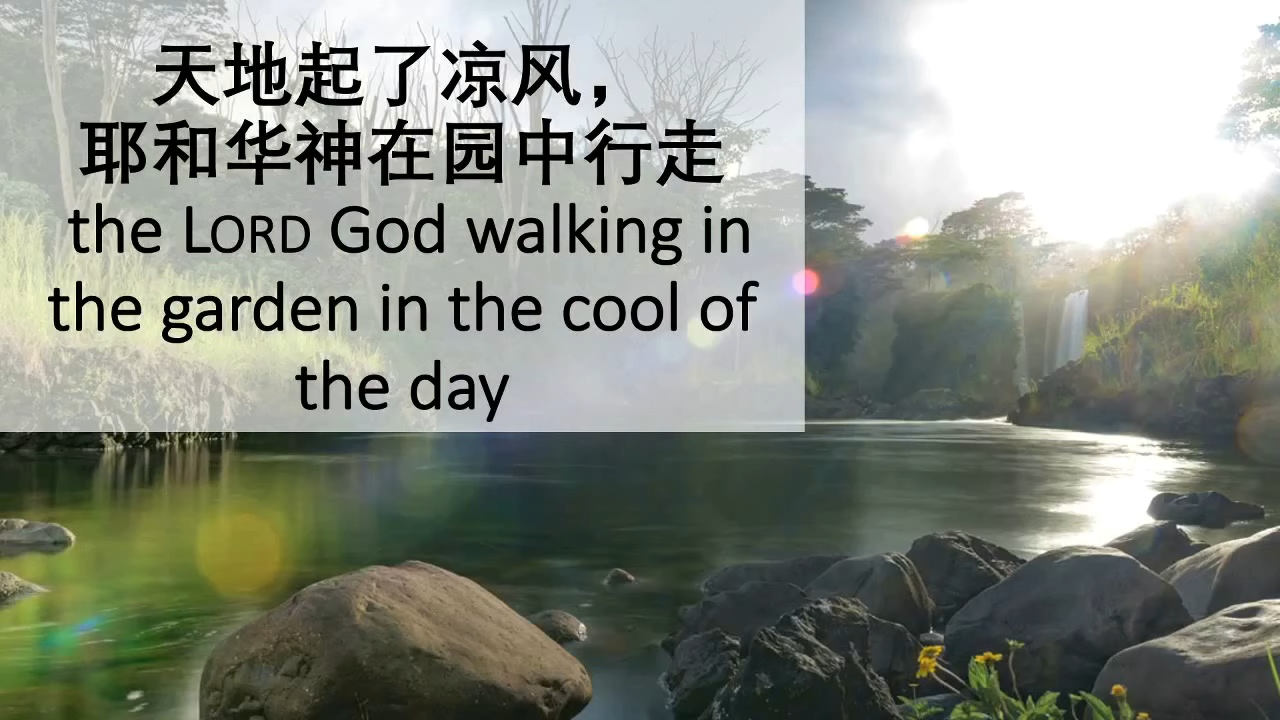 天地起了凉风，
耶和华神在园中行走
the LORD God walking in
the garden in the cool of
the day